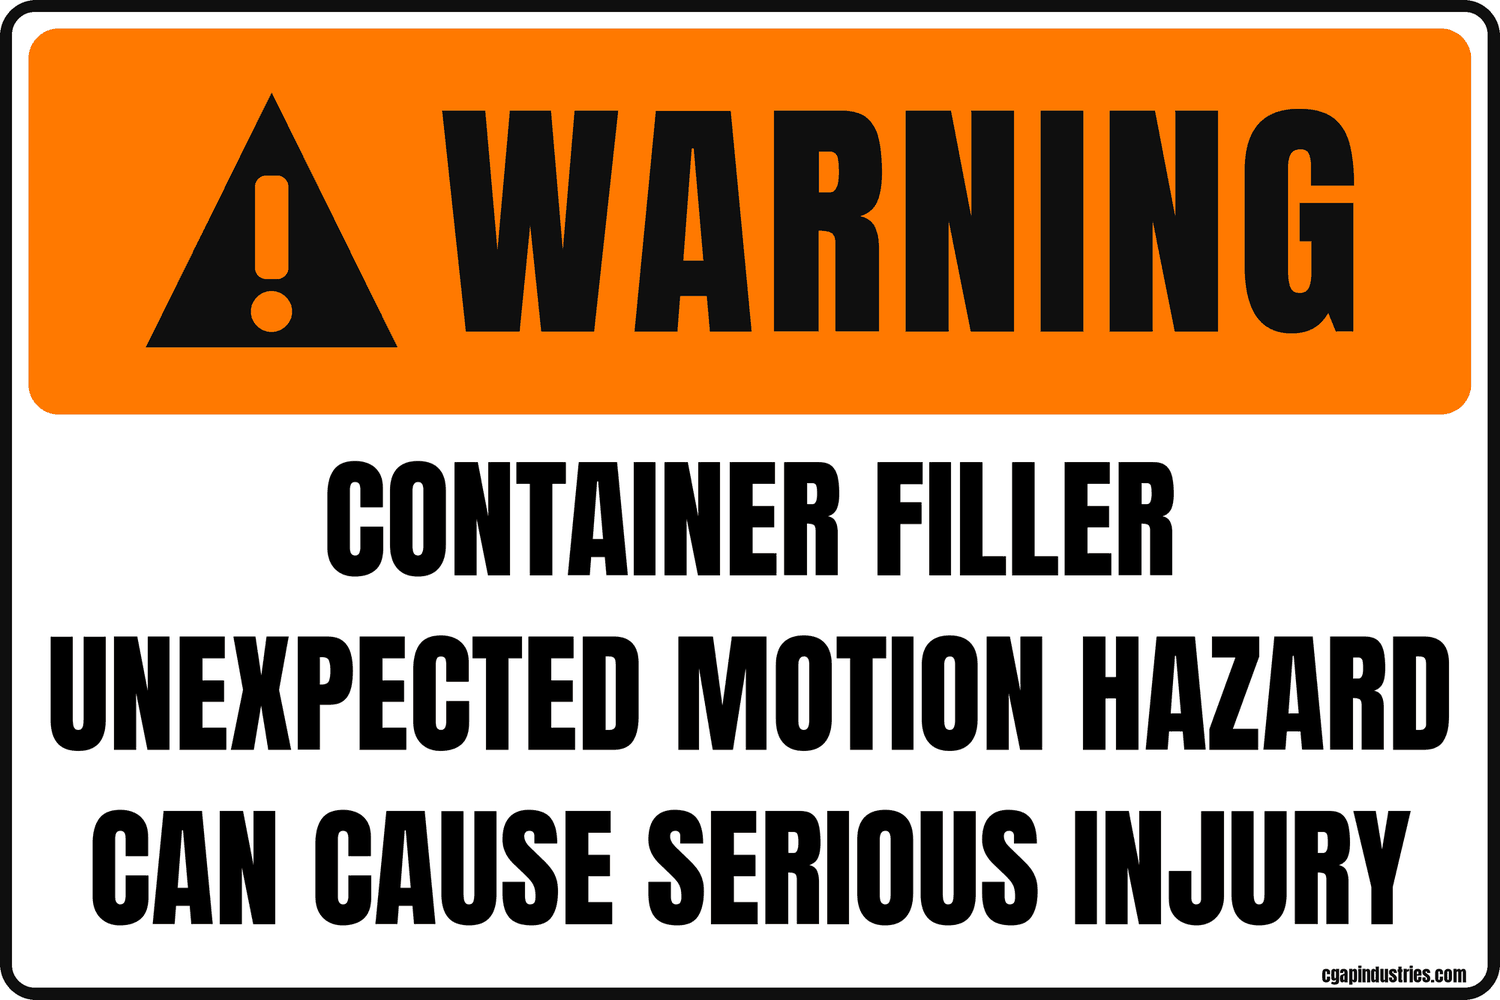 WARNING
CONTAINER FILLER
UNEXPECTED MOTION HAZARD
CAN CAUSE SERIOUS INJURY
cgapindustries.com